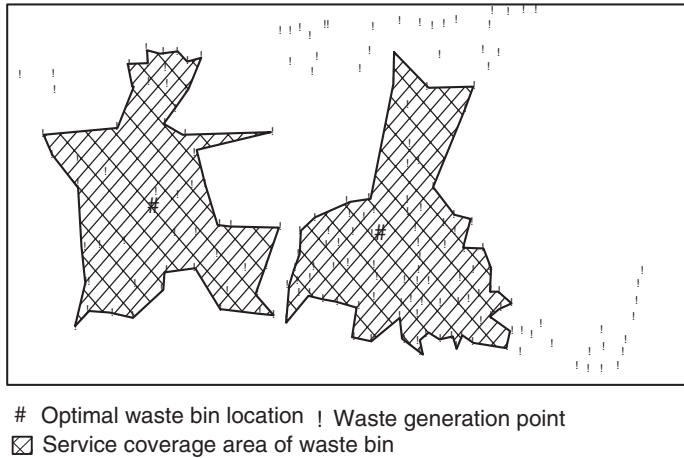 # Optimal waste bin location ! Waste generation point
Service coverage area of waste bin